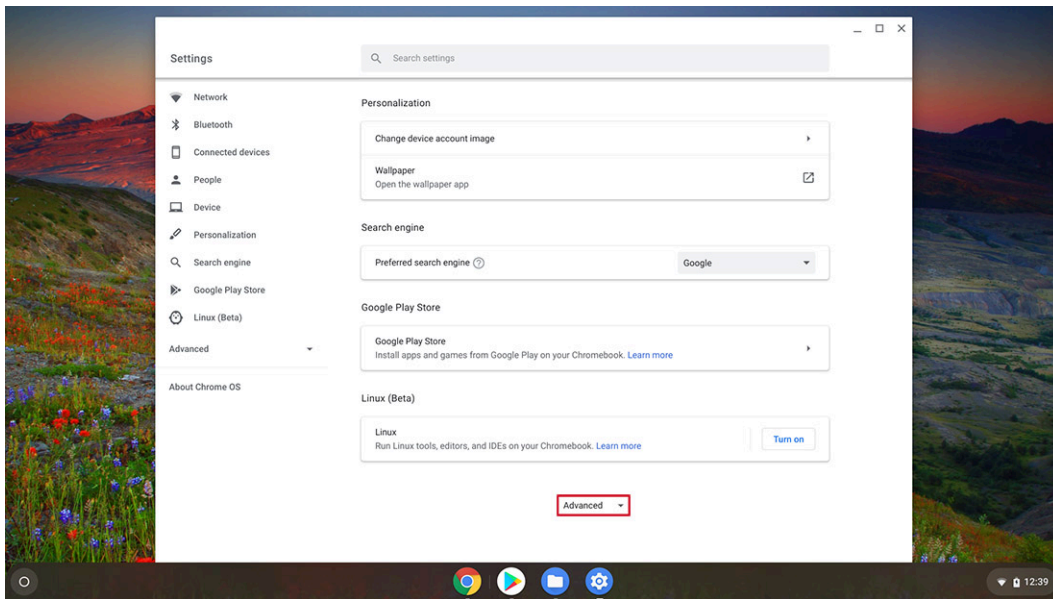 Settings
Search settings
Network
Bluetooth
Connected devices
People
Device
Personalization
Search engine
Google Play Store
Linux (Beta)
Advanced
About Chrome OS
Personalization
Change device account image
Wallpaper
Open the wallpaper app
Search engine
Preferred search engine
Google
Google Play Store
Google Play Store
Install apps and games from Google Play on your Chromebook. Learn more
Linux (Beta)
Linux
Run Linux tools, editors, and IDEs on your Chromebook. Learn more
Turn on
Advanced
12:39